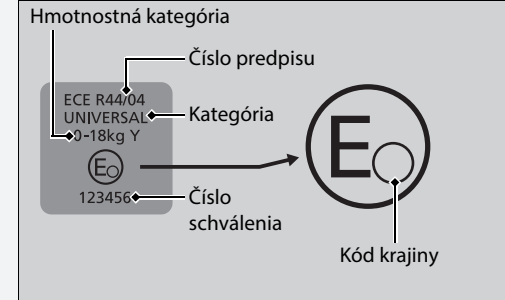 Hmotnostná kategória
Číslo predpisu
ECE R44/04
UNIVERSAL
Kategória
0-18kg Y
E
E
123456
Číslo
schválenia
Kód krajiny